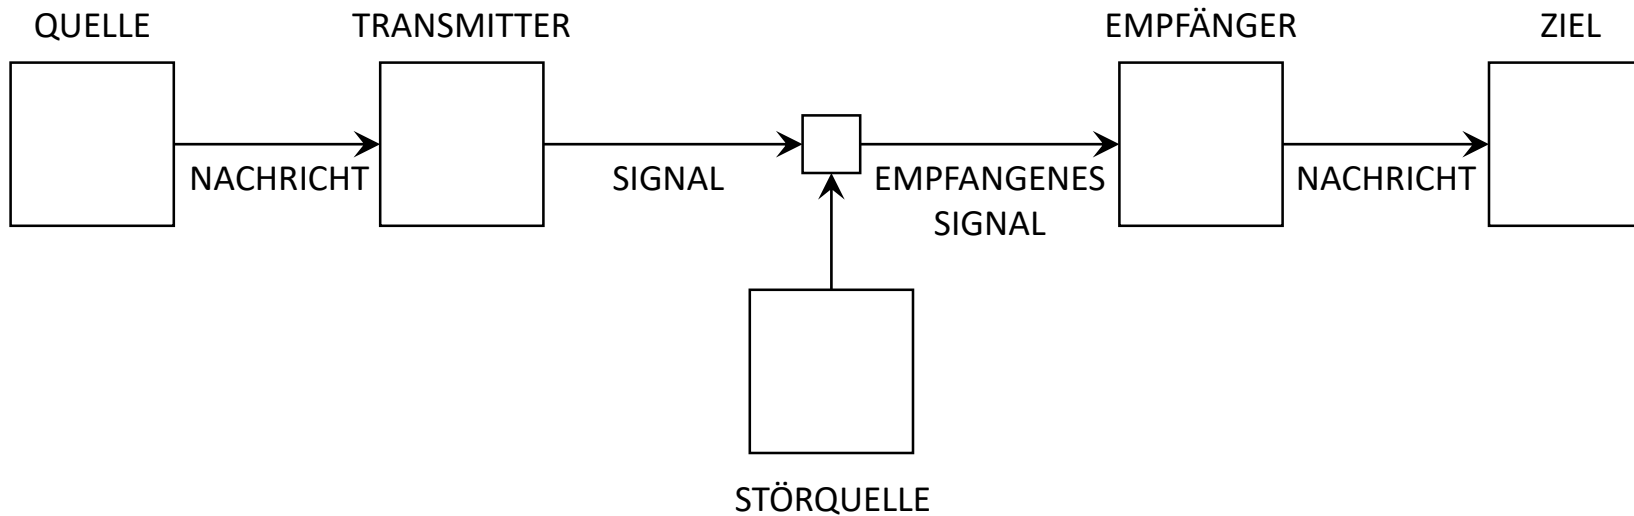 QUELLE
TRANSMITTER
EMPFÄNGER
ZIEL
NACHRICHT
SIGNAL
EMPFANGENES
SIGNAL
NACHRICHT
STÖRQUELLE